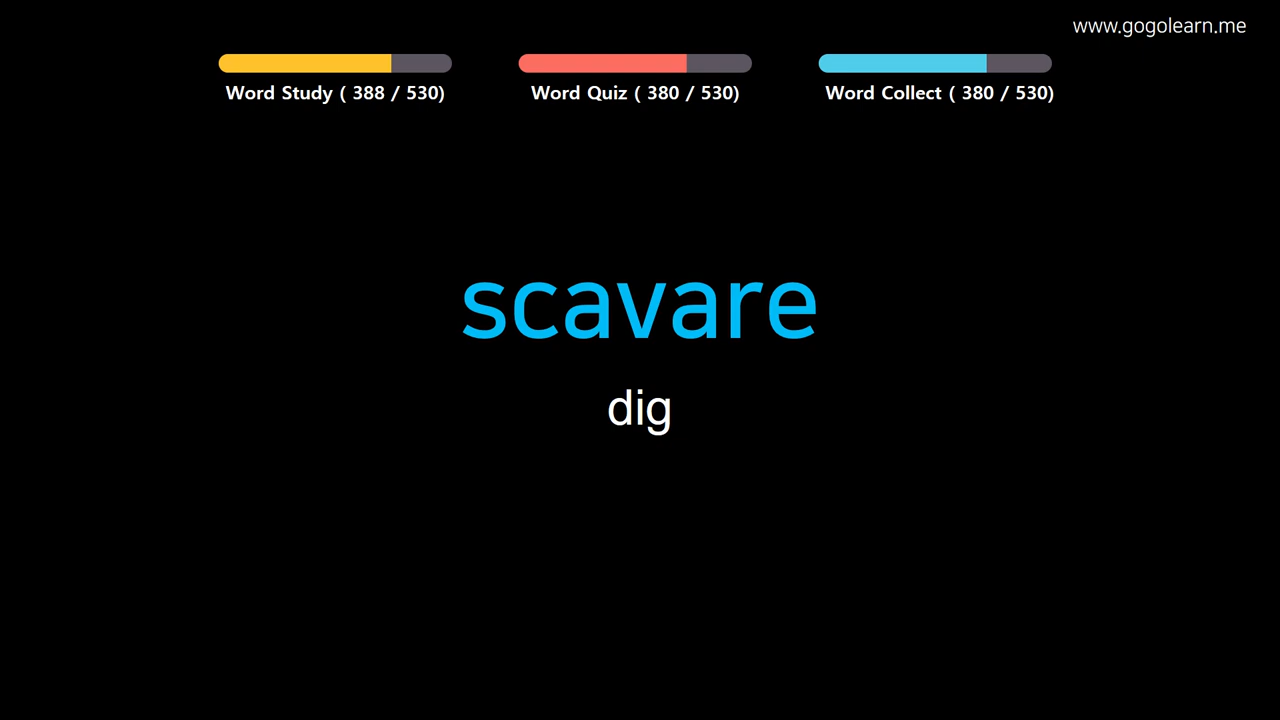 www.gogolearn.me
Word Study ( 388 / 530)
Word Quiz ( 380 / 530)
Word Collect ( 380 / 530)
scavare
dig